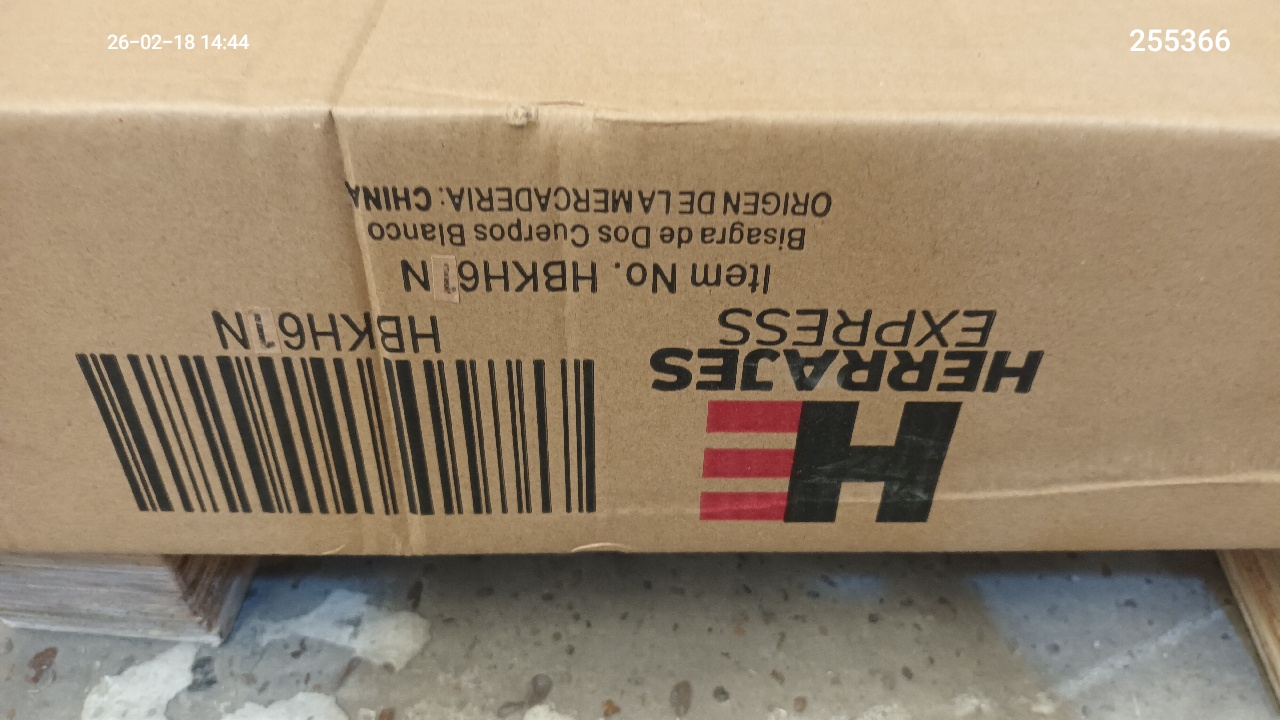 26-02-18 14:44
255366
HE
HERRAJES
EXPRESS
HBKH61N
Item No. HBKH61N
Bisagra de Dos Cuerpos Blanco
ORIGEN DE LA MERCADERIA: CHINA